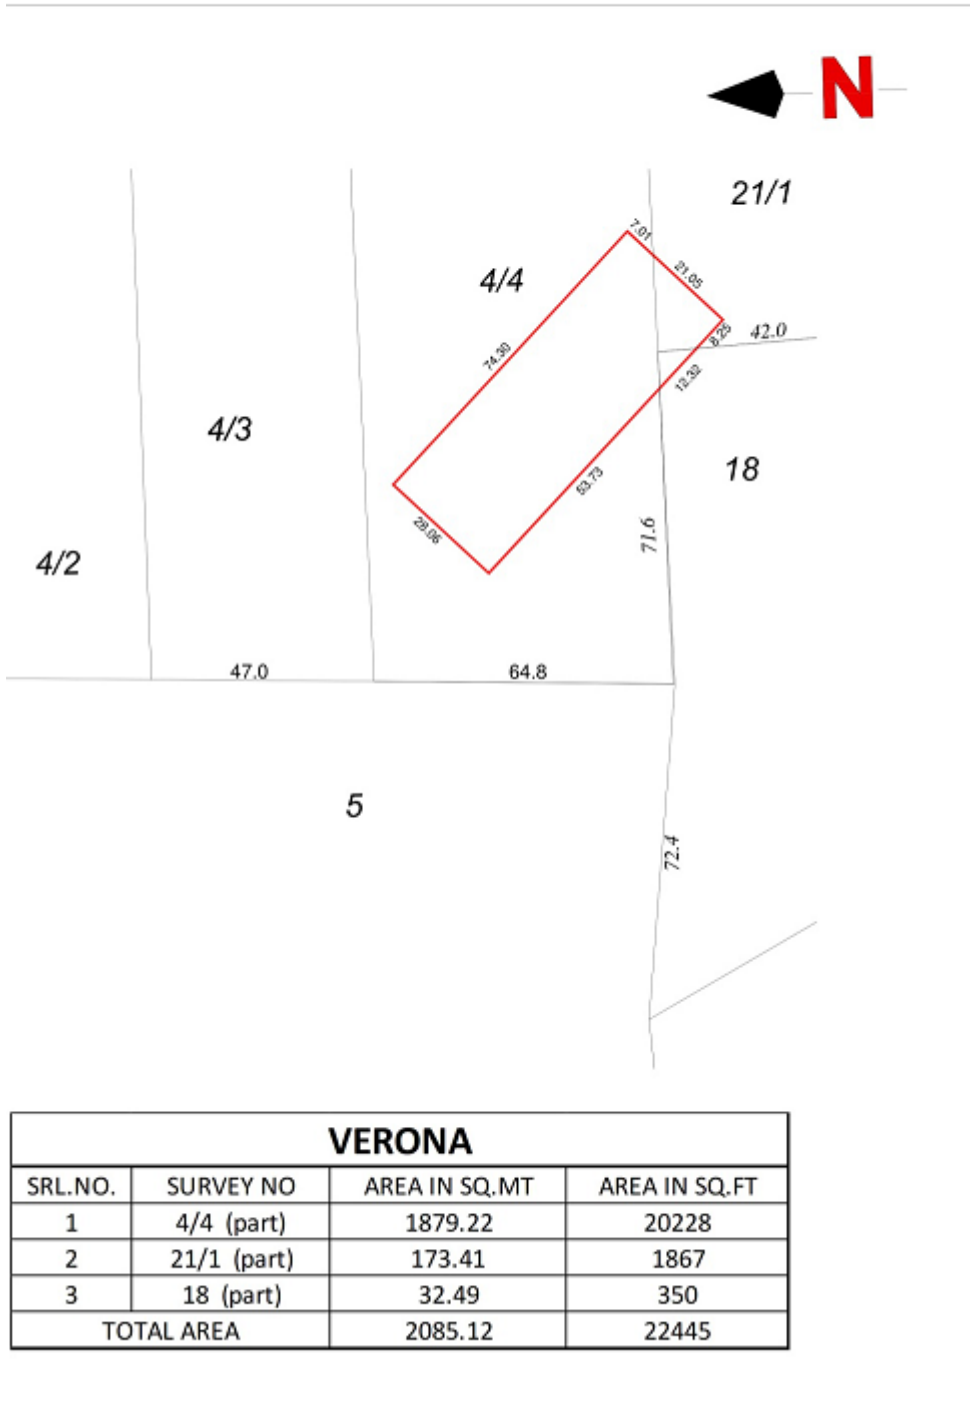 N
21/1
7.01
4/4
21.05
8.25
42.0
74.30
12.32
4/3
18
53.73
28.06
71.6
4/2
47.0
64.8
5
72.4
VERONA
SRL.NO. SURVEY NO AREA IN SQ.MT AREA IN SQ.FT
1 4/4 (part) 1879.22 20228
2 21/1 (part) 173.41 1867
3 18 (part) 32.49 350
TOTAL AREA 2085.12 22445